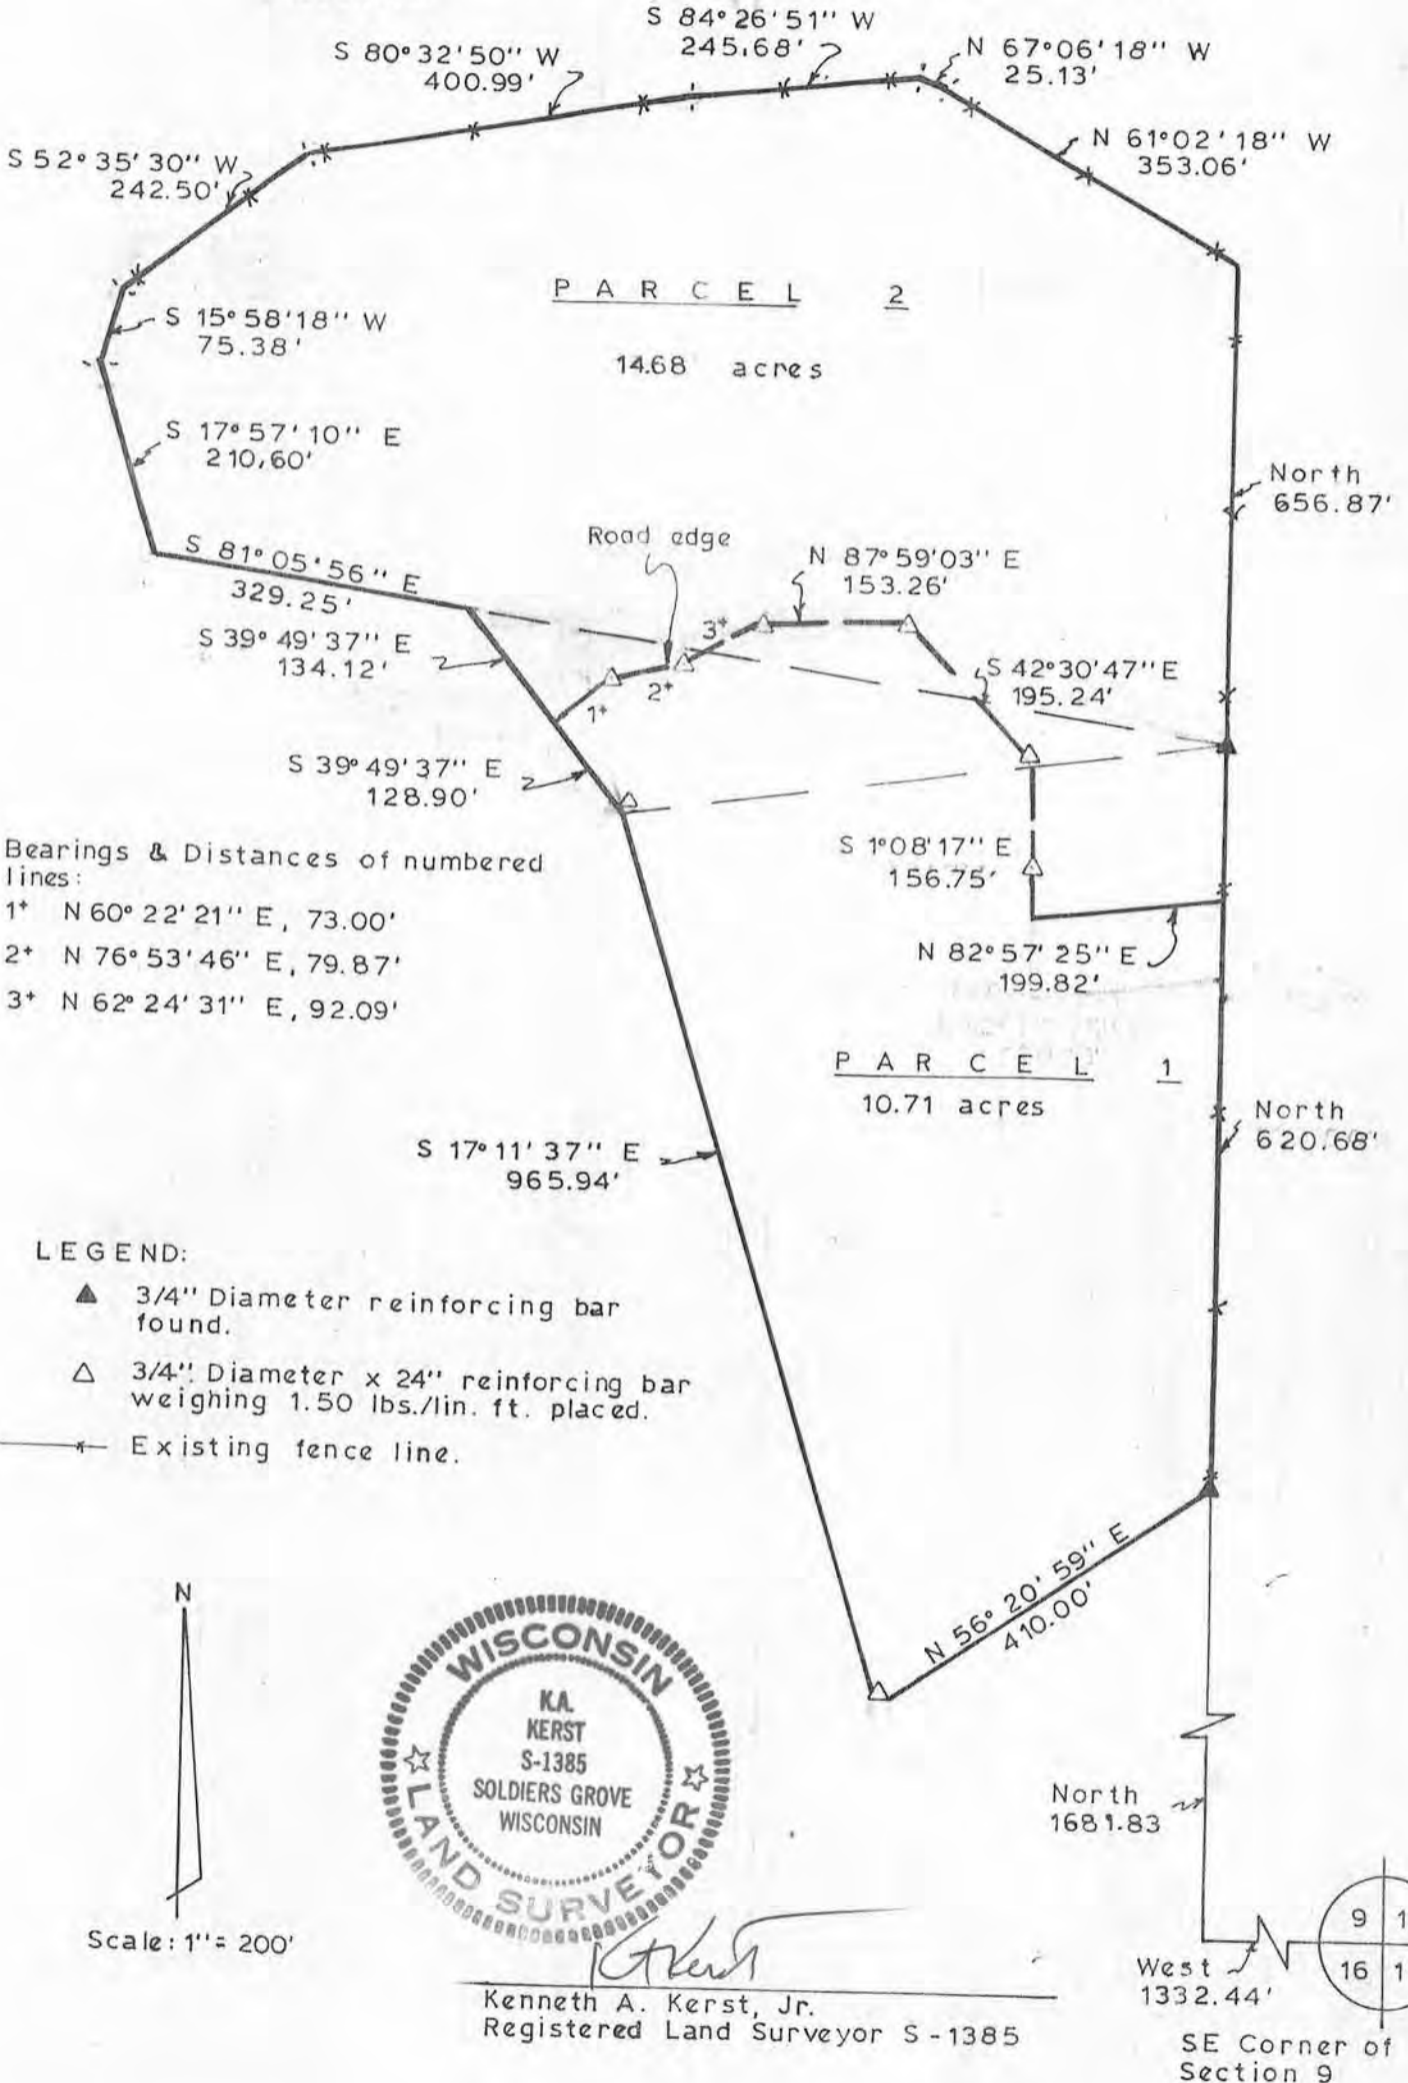 S 84° 26' 51'' W
245.68'
S 80° 32' 50'' W
400.99'
N 67° 06' 18'' W
25.13'
N 61° 02' 18'' W
353.06'
S 52° 35' 30'' W
242.50'
PARCEL 2
14.68 acres
S 15° 58' 18'' W
75.38'
S 17° 57' 10'' E
210.60'
North
656.87'
S 81° 05' 56'' E
329.25'
Road edge
N 87° 59' 03'' E
153.26'
3+
S 39° 49' 37'' E
134.12'
2+
1+
S 42° 30' 47'' E
195.24'
S 39° 49' 37'' E
128.90'
S 1° 08' 17'' E
156.75'
Bearings & Distances of numbered
lines:
1+ N 60° 22' 21'' E, 73.00'
2+ N 76° 53' 46'' E, 79.87'
3+ N 62° 24' 31'' E, 92.09'
N 82° 57' 25'' E
199.82'
PARCEL 1
10.71 acres
North
620.68'
S 17° 11' 37'' E
965.94'
LEGEND:
3/4'' Diameter reinforcing bar
found.
3/4'' Diameter x 24'' reinforcing bar
weighing 1.50 lbs./lin. ft. placed.
Existing fence line.
N 56° 20' 59'' E
410.00'
N
Scale: 1'' = 200'
WISCONSIN
K.A.
KERST
S-1385
SOLDIERS GROVE
WISCONSIN
LAND SURVEYOR
North
1681.83
9 1
16 1
West
1332.44'
SE Corner of
Section 9
KAKerst
Kenneth A. Kerst, Jr.
Registered Land Surveyor S-1385